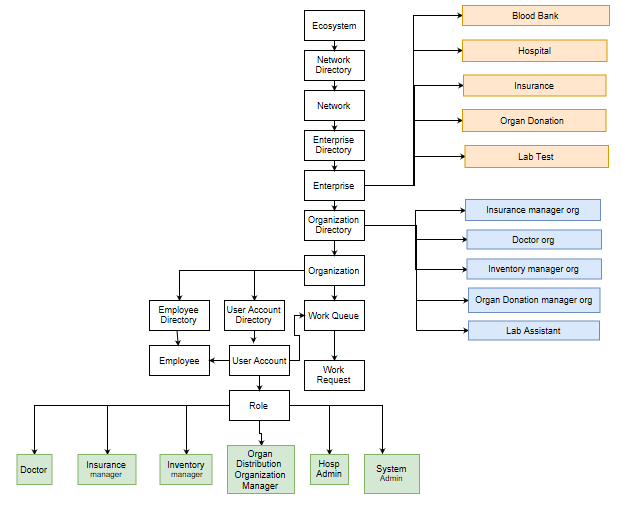 Ecosystem
Network
Directory
Network
Enterprise
Directory
Enterprise
Organization
Directory
Organization
Blood Bank
Hospital
Insurance
Organ Donation
Lab Test
Insurance manager org
Doctor org
Inventory manager org
Organ Donation manager org
Lab Assistant
Employee
Directory
User Account
Directory
Work Queue
Employee
User Account
Work
Request
Role
Doctor
Insurance
manager
Inventory
manager
Organ
Distribution
Organization
Manager
Hosp
Admin
System
Admin